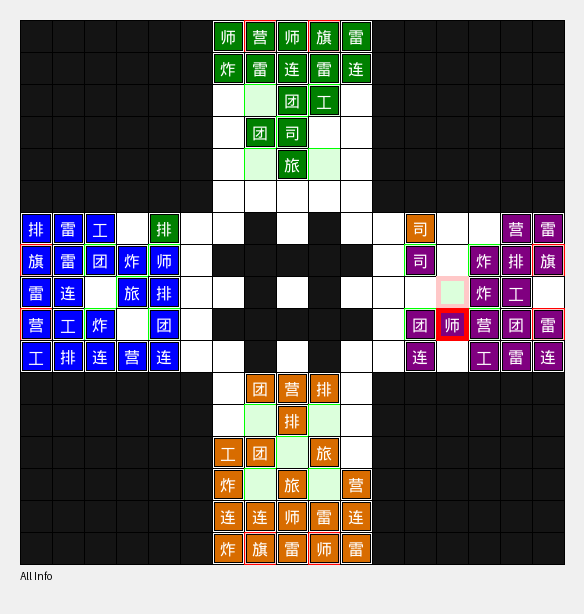 师 营 师 旗 雷
炸 雷 连 雷 连
团 工
团 司
旅
排 雷 工 排 司 营 雷
旗 雷 团 炸 师 司 炸 排 旗
雷 连 旅 排 炸 工
营 工 炸 团 团 师 营 团 雷
工 排 连 营 连 连 工 雷 连
团 营 排
排
工 团 旅
炸 旅 营
连 连 师 雷 连
炸 旗 雷 师 雷
All Info